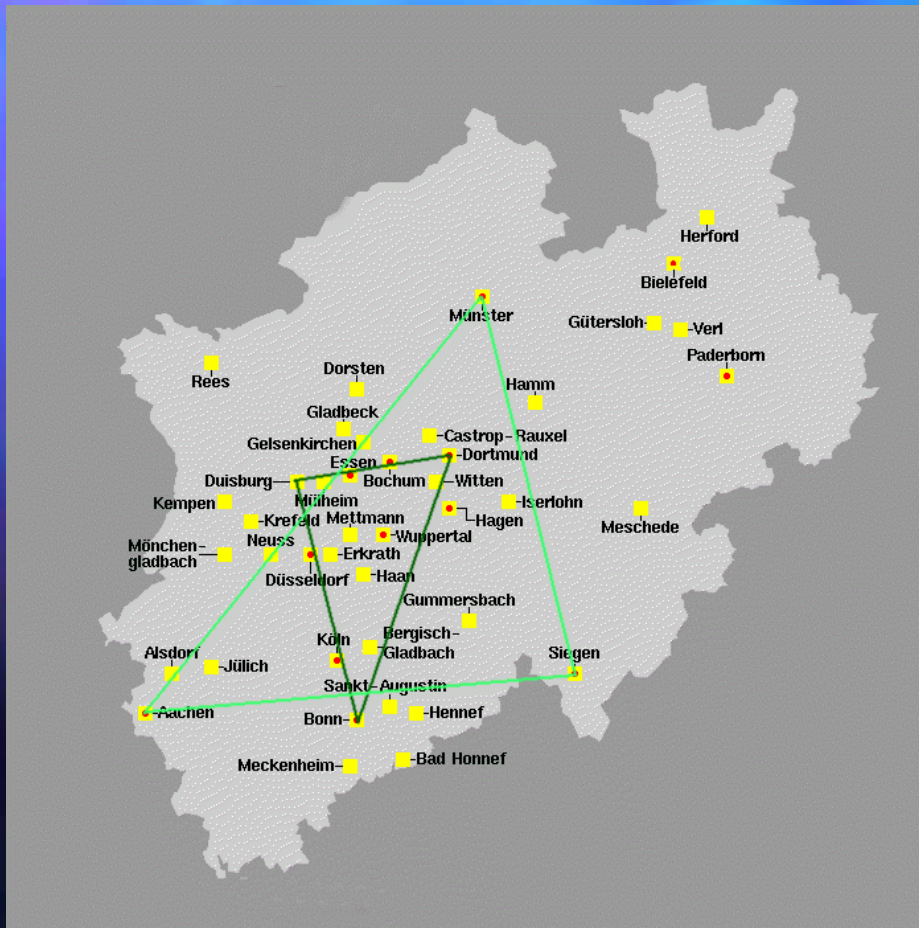 Herford
Bielefeld
Münster
Gütersloh
Verl
Paderborn
Rees
Dorsten
Hamm
Gladbeck
Gelsenkirchen
Castrop-Rauxel
Essen
Dortmund
Duisburg
Bochum
Witten
Mülheim
Kempen
Iserlohn
Krefeld
Mettmann
Hagen
Meschede
Neuss
Wuppertal
Mönchen-
gladbach
Erkrath
Düsseldorf
Haan
Gummersbach
Köln
Bergisch-
Gladbach
Alsdorf
Jülich
Siegen
Sankt-Augustin
Aachen
Bonn
Hennef
Meckenheim
Bad Honnef